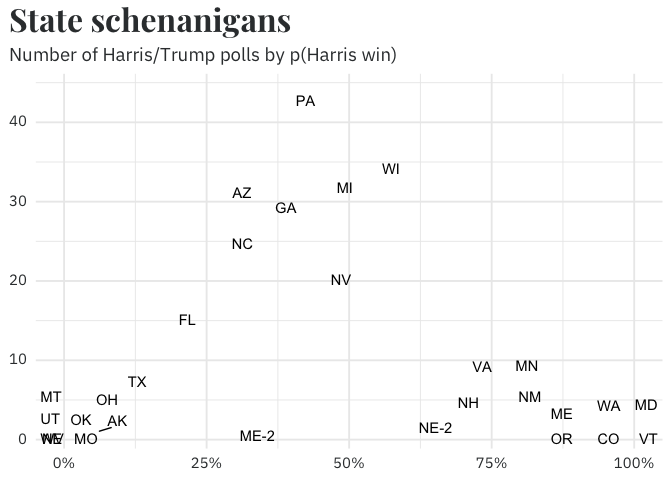 State schenanigans
Number of Harris/Trump polls by p(Harris win)
PA
40
WI
MI
AZ
30
GA
NC
NV
20
FL
VA
MN
10
TX
MT
OH
NM
NH
WA
MD
ME
UT
OK
AK
NE-2
ME-2
0
MO
OR
CO
VT
0%
25%
50%
75%
100%